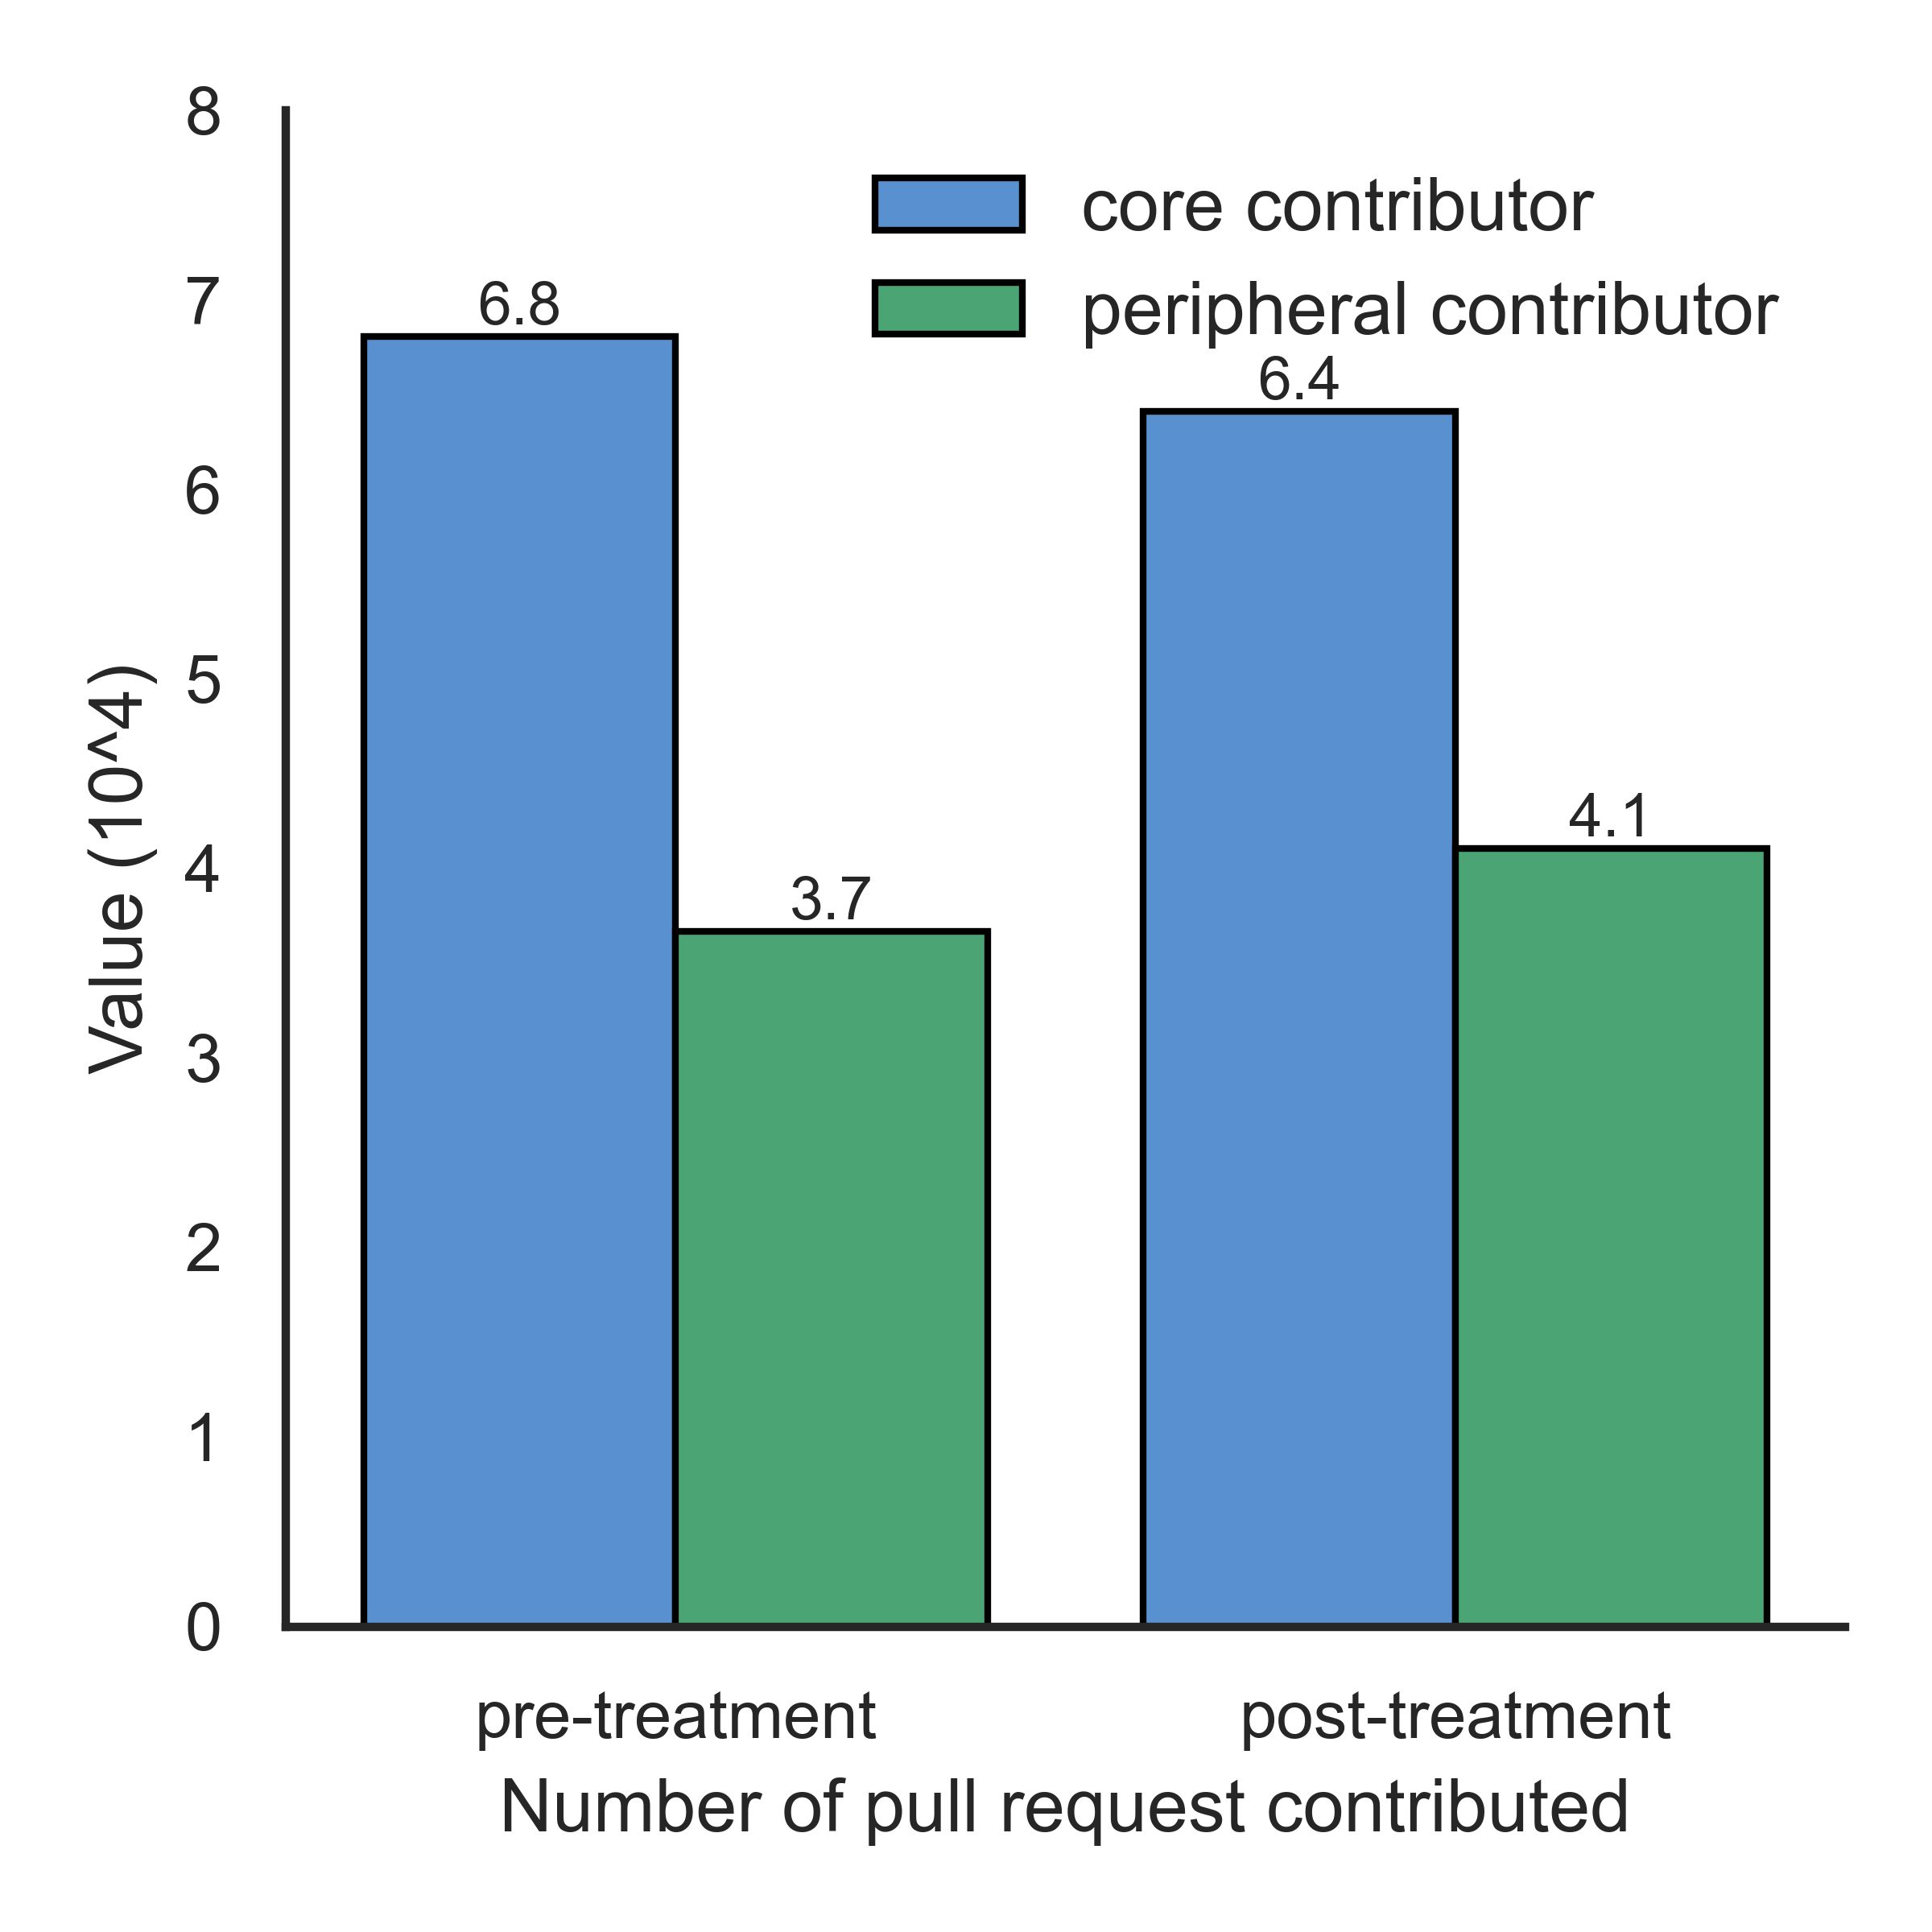 8
core contributor
7
6.8
peripheral contributor
6.4
6
5
Value (10^4)
4.1
4
3.7
3
2
1
0
pre-treatment
post-treatment
Number of pull request contributed